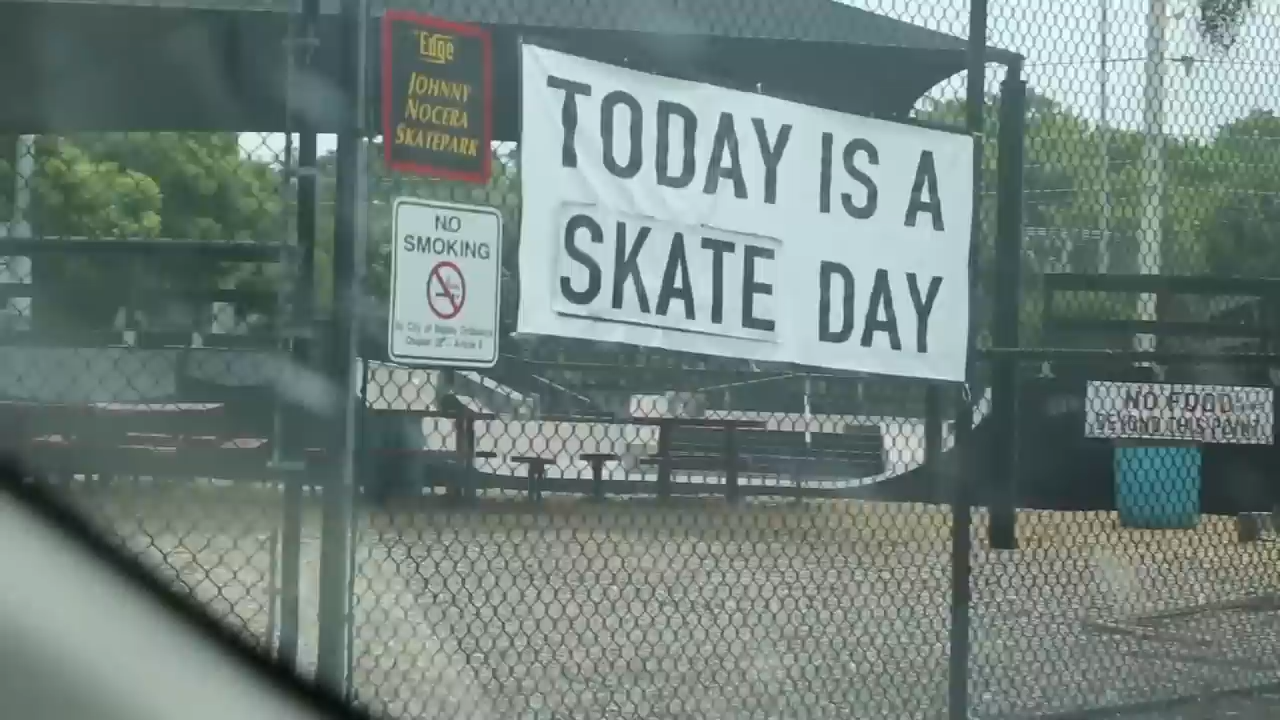 Edge
JOHNNY
NOCERA
SKATEPARK
NO
SMOKING
TODAY IS A
SKATE DAY
NO FOOD
BEYOND THIS POINT